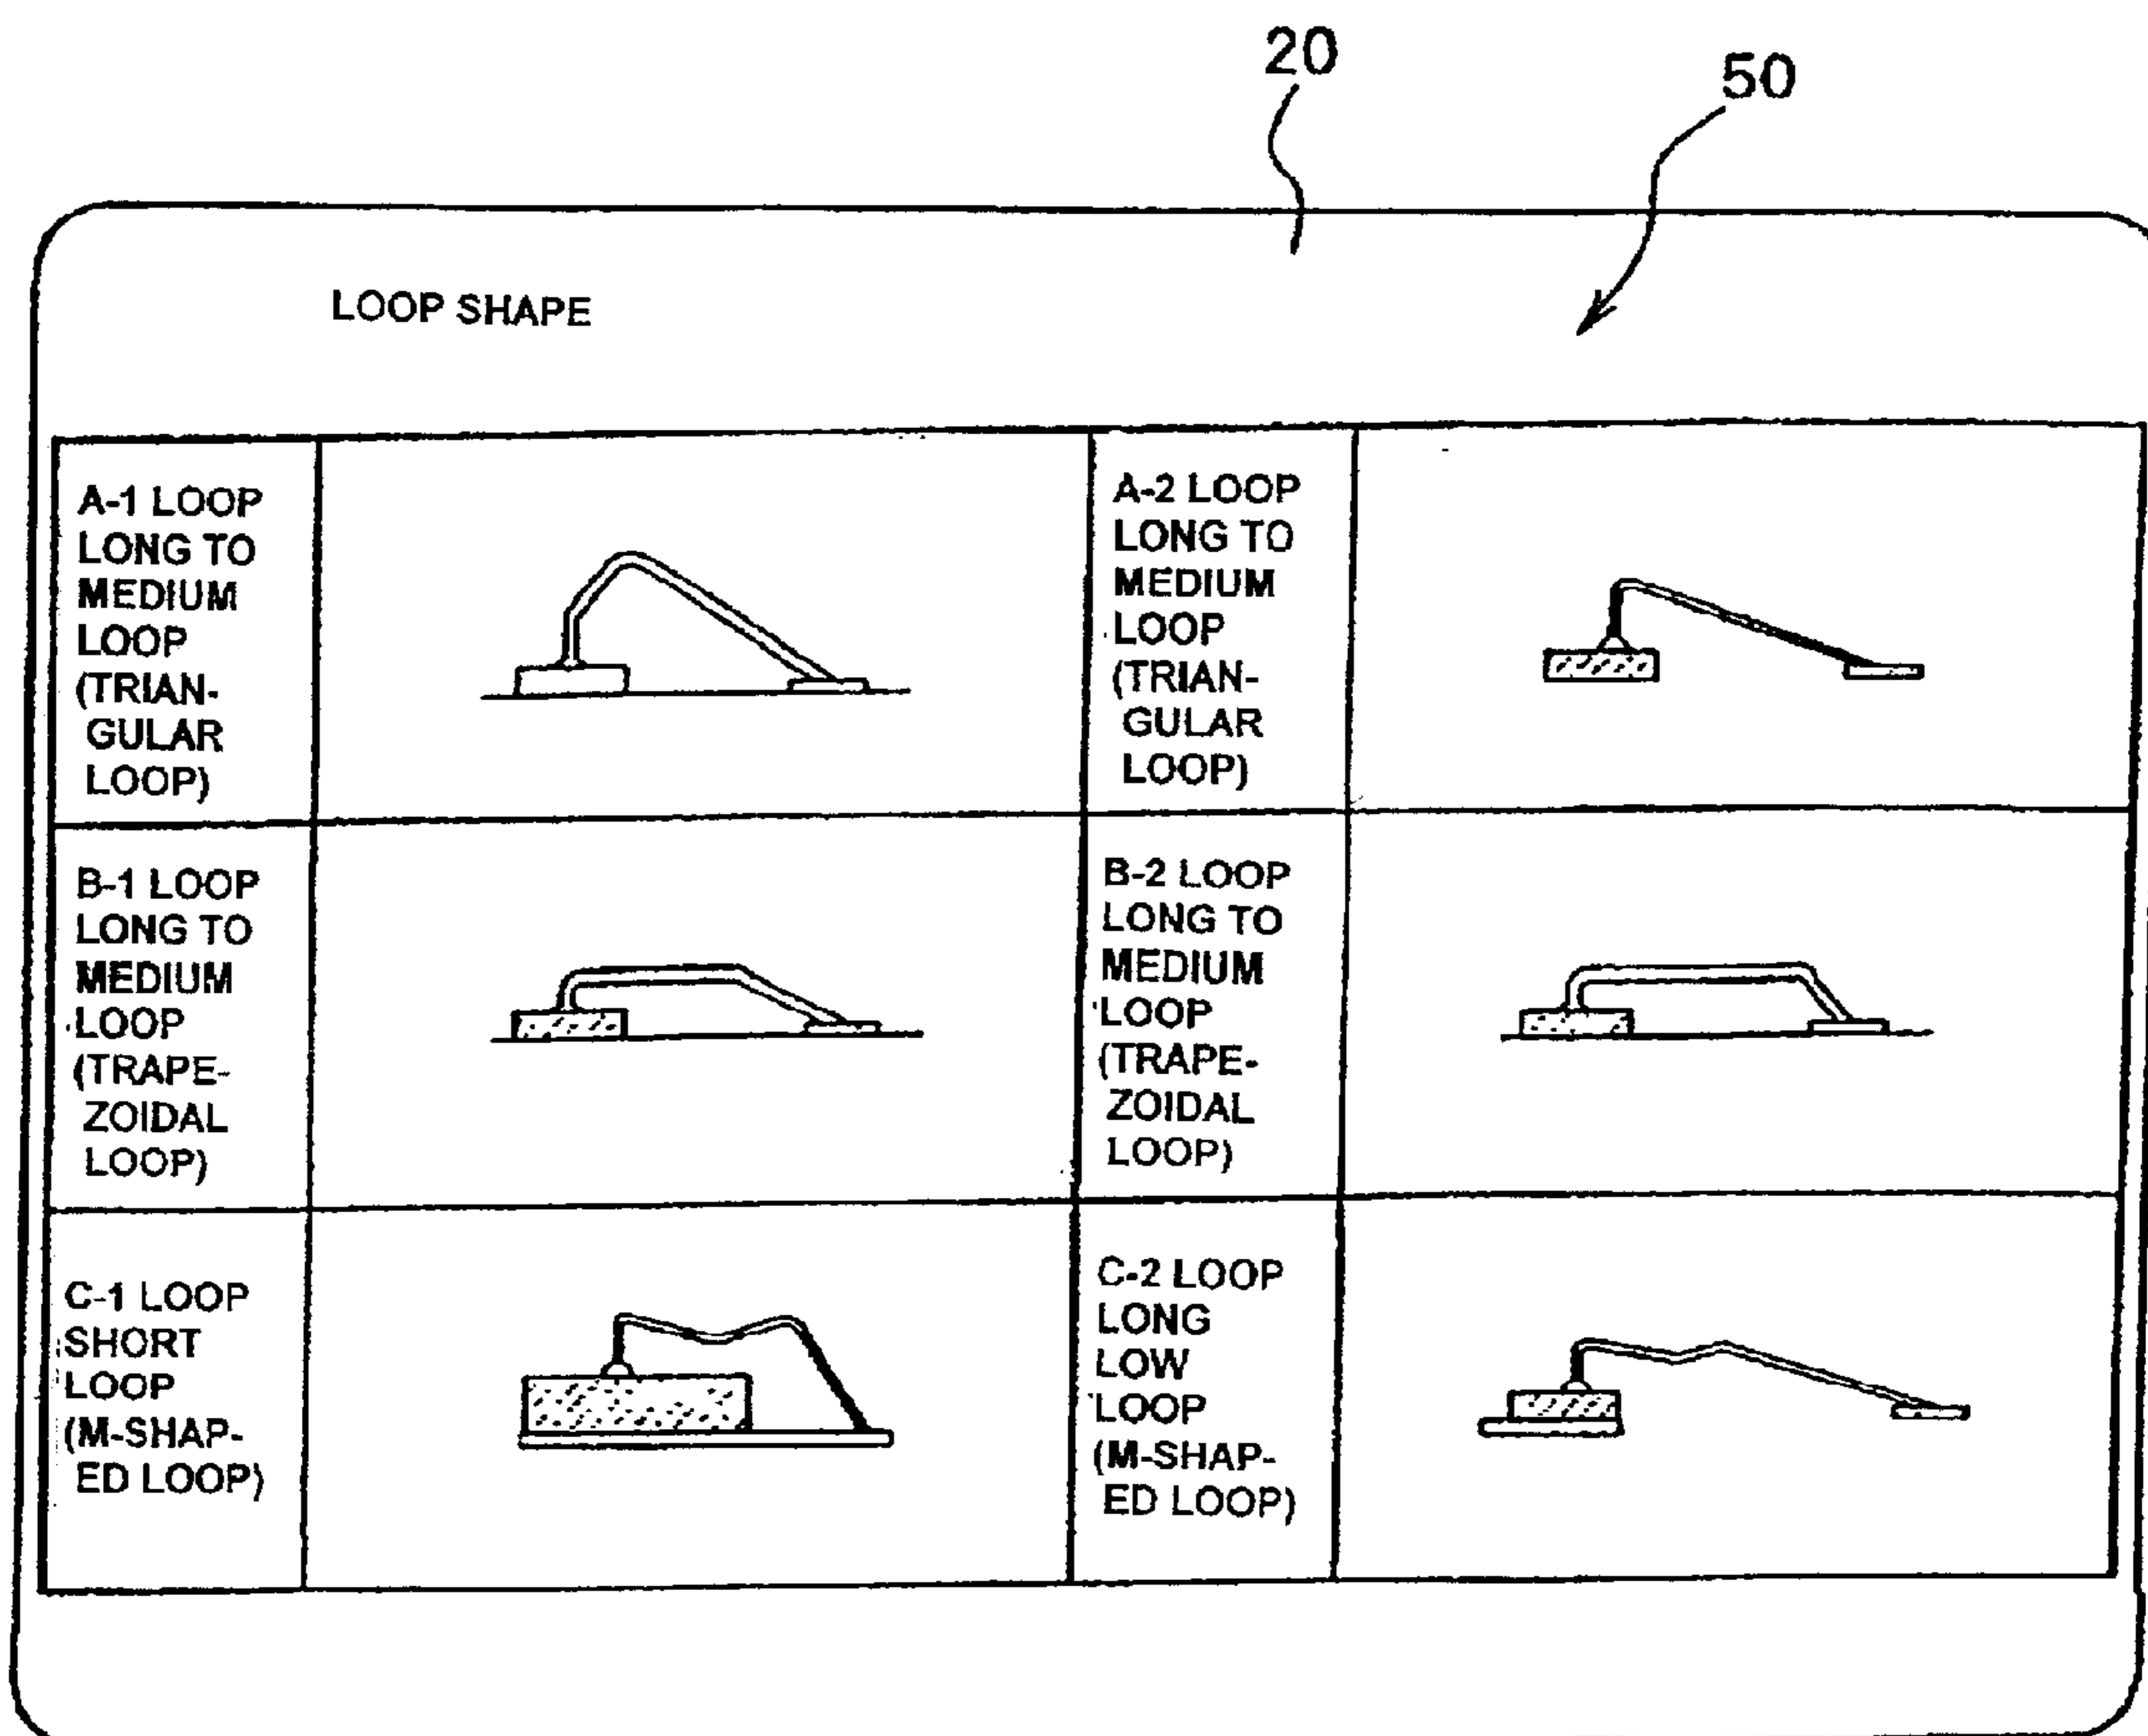 20
50
LOOP SHAPE
A-1 LOOP
LONG TO
MEDIUM
LOOP
(TRIAN-
GULAR
LOOP)
A-2 LOOP
LONG TO
MEDIUM
LOOP
(TRIAN-
GULAR
LOOP)
B-1 LOOP
LONG TO
MEDIUM
LOOP
(TRAPE-
ZOIDAL
LOOP)
B-2 LOOP
LONG TO
MEDIUM
LOOP
(TRAPE-
ZOIDAL
LOOP)
C-1 LOOP
SHORT
LOOP
(M-SHAP-
ED LOOP)
C-2 LOOP
LONG
LOW
LOOP
(M-SHAP-
ED LOOP)